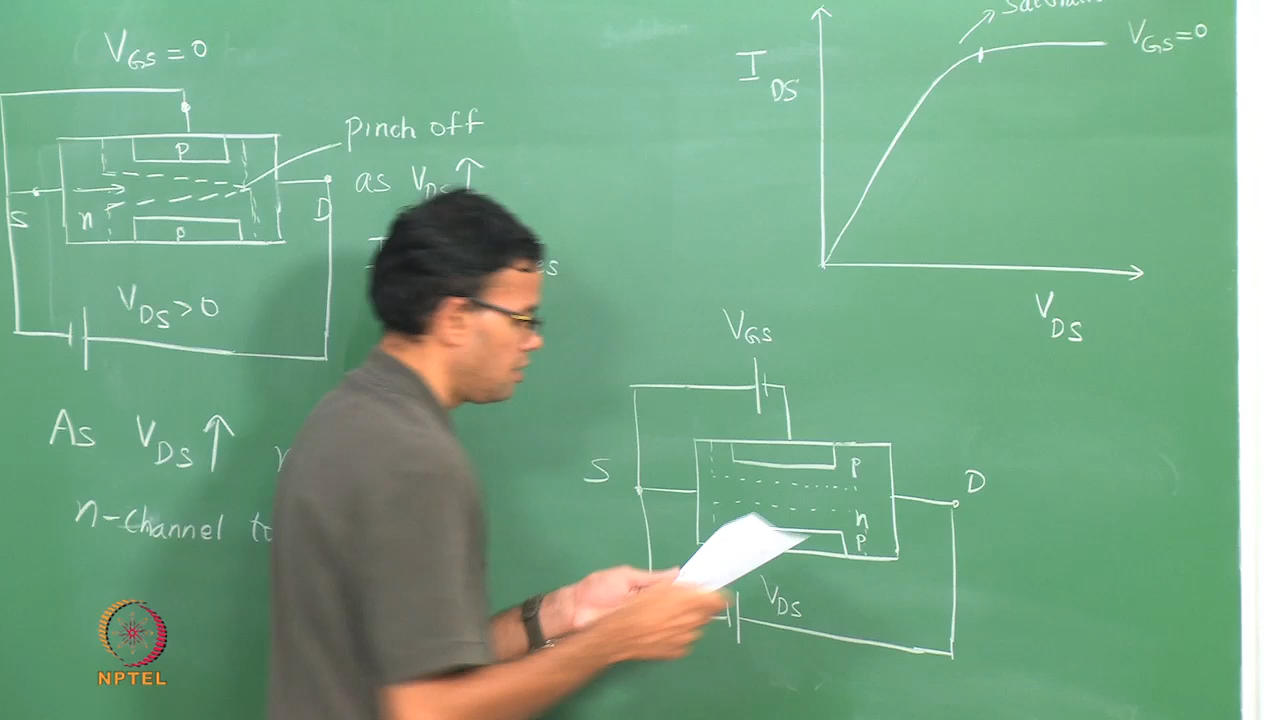 V_GS = 0
P
Pinch off
as V_DS ↑
S
n
D
P
V_DS > 0
As V_DS ↑
n-channel
I_DS
V_GS = 0
V_DS
V_GS
S
P
D
n
P
V_DS
NPTEL